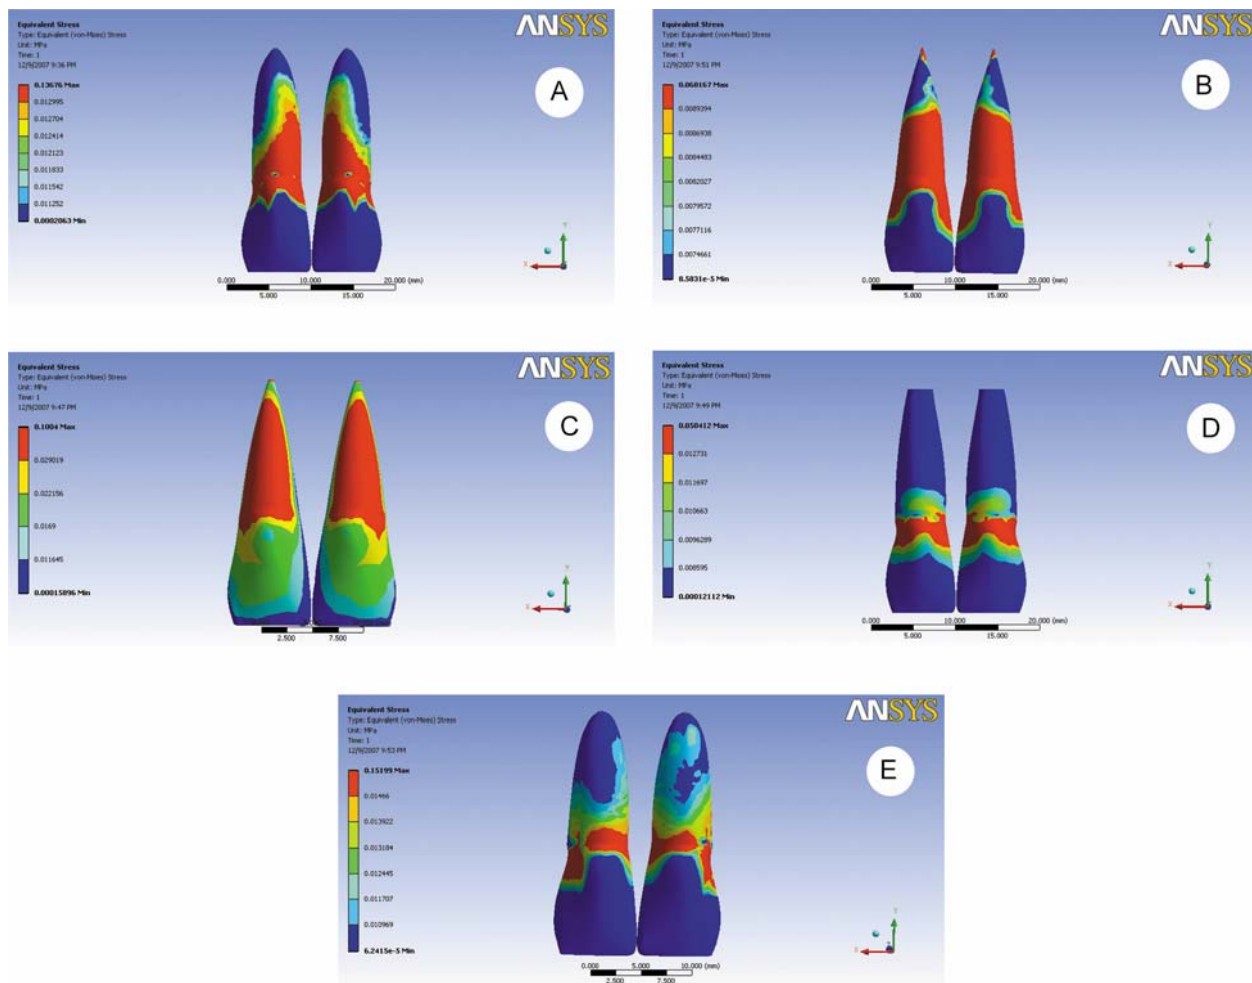 Equivalent Stress
Type: Equivalent (von-Mises) Stress
Unit: MPa
Time: 1
12/9/2007 9:36 PM
0.13676 Max
0.012995
0.012704
0.012414
0.012123
0.011833
0.011542
0.011252
0.0002063 Min
ANSYS
A
Y
X
0.000 10.000 20.000 (mm)
5.000 15.000
Equivalent Stress
Type: Equivalent (von-Mises) Stress
Unit: MPa
Time: 1
12/9/2007 9:51 PM
0.060167 Max
0.0089394
0.0086938
0.0084483
0.0082027
0.0079572
0.0077116
0.0074661
8.5831e-5 Min
ANSYS
B
Y
X
0.000 10.000 20.000 (mm)
5.000 15.000
Equivalent Stress
Type: Equivalent (von-Mises) Stress
Unit: MPa
Time: 1
12/9/2007 9:47 PM
0.1004 Max
0.029019
0.022156
0.0169
0.011645
0.00015896 Min
ANSYS
C
Y
X
2.500 7.500
Equivalent Stress
Type: Equivalent (von-Mises) Stress
Unit: MPa
Time: 1
12/9/2007 9:49 PM
0.050412 Max
0.012731
0.011697
0.010663
0.0096289
0.008595
0.00012112 Min
ANSYS
D
Y
X
0.000 10.000 20.000 (mm)
5.000 15.000
Equivalent Stress
Type: Equivalent (von-Mises) Stress
Unit: MPa
Time: 1
12/9/2007 9:53 PM
0.15199 Max
0.01466
0.013922
0.013184
0.012445
0.011707
0.010969
6.2415e-5 Min
ANSYS
E
Y
X
0.000 5.000 10.000 (mm)
2.500 7.500